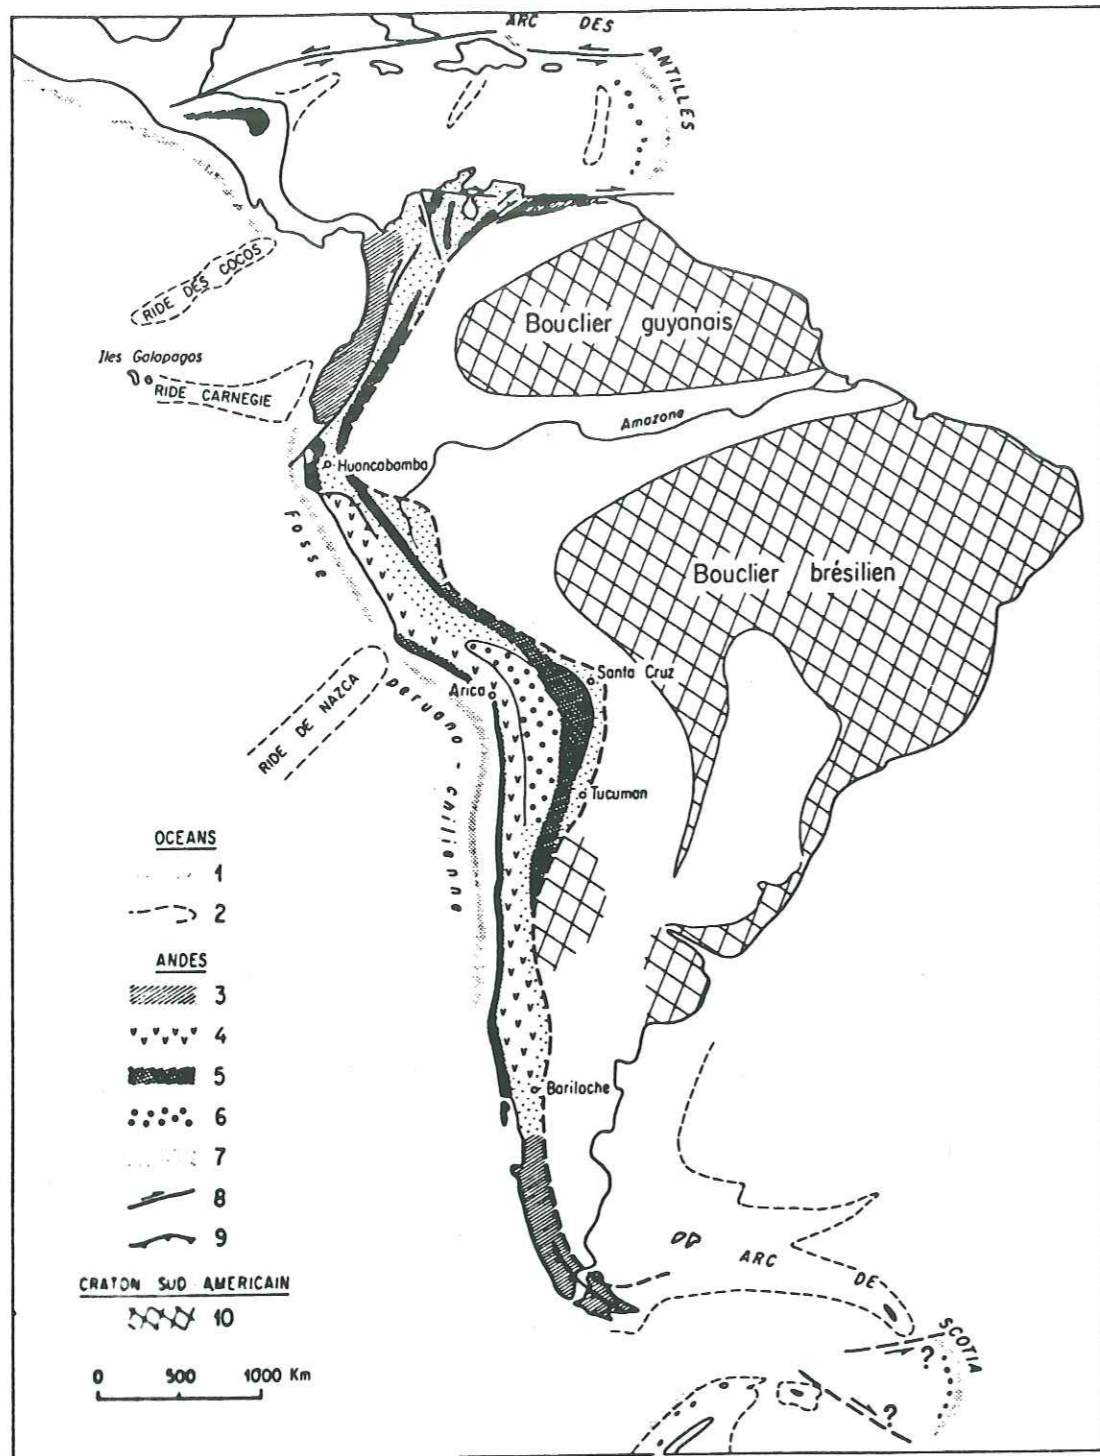 ARC DES
ANTILLES
RIDE DES COCOS
Bouclier guyanais
Iles Galopagos
RIDE CARNEGIE
Amazone
Huancabamba
Fosse
Bouclier brésilien
Santa Cruz
Arica
RIDE DE NAZCA
peruano - chilienne
Tucuman
OCEANS
1
2
ANDES
3
4
5
6
7
8
9
Bariloche
CRATON SUD AMERICAIN
10
ARC DE
SCOTIA
?
?
0 500 1000 Km